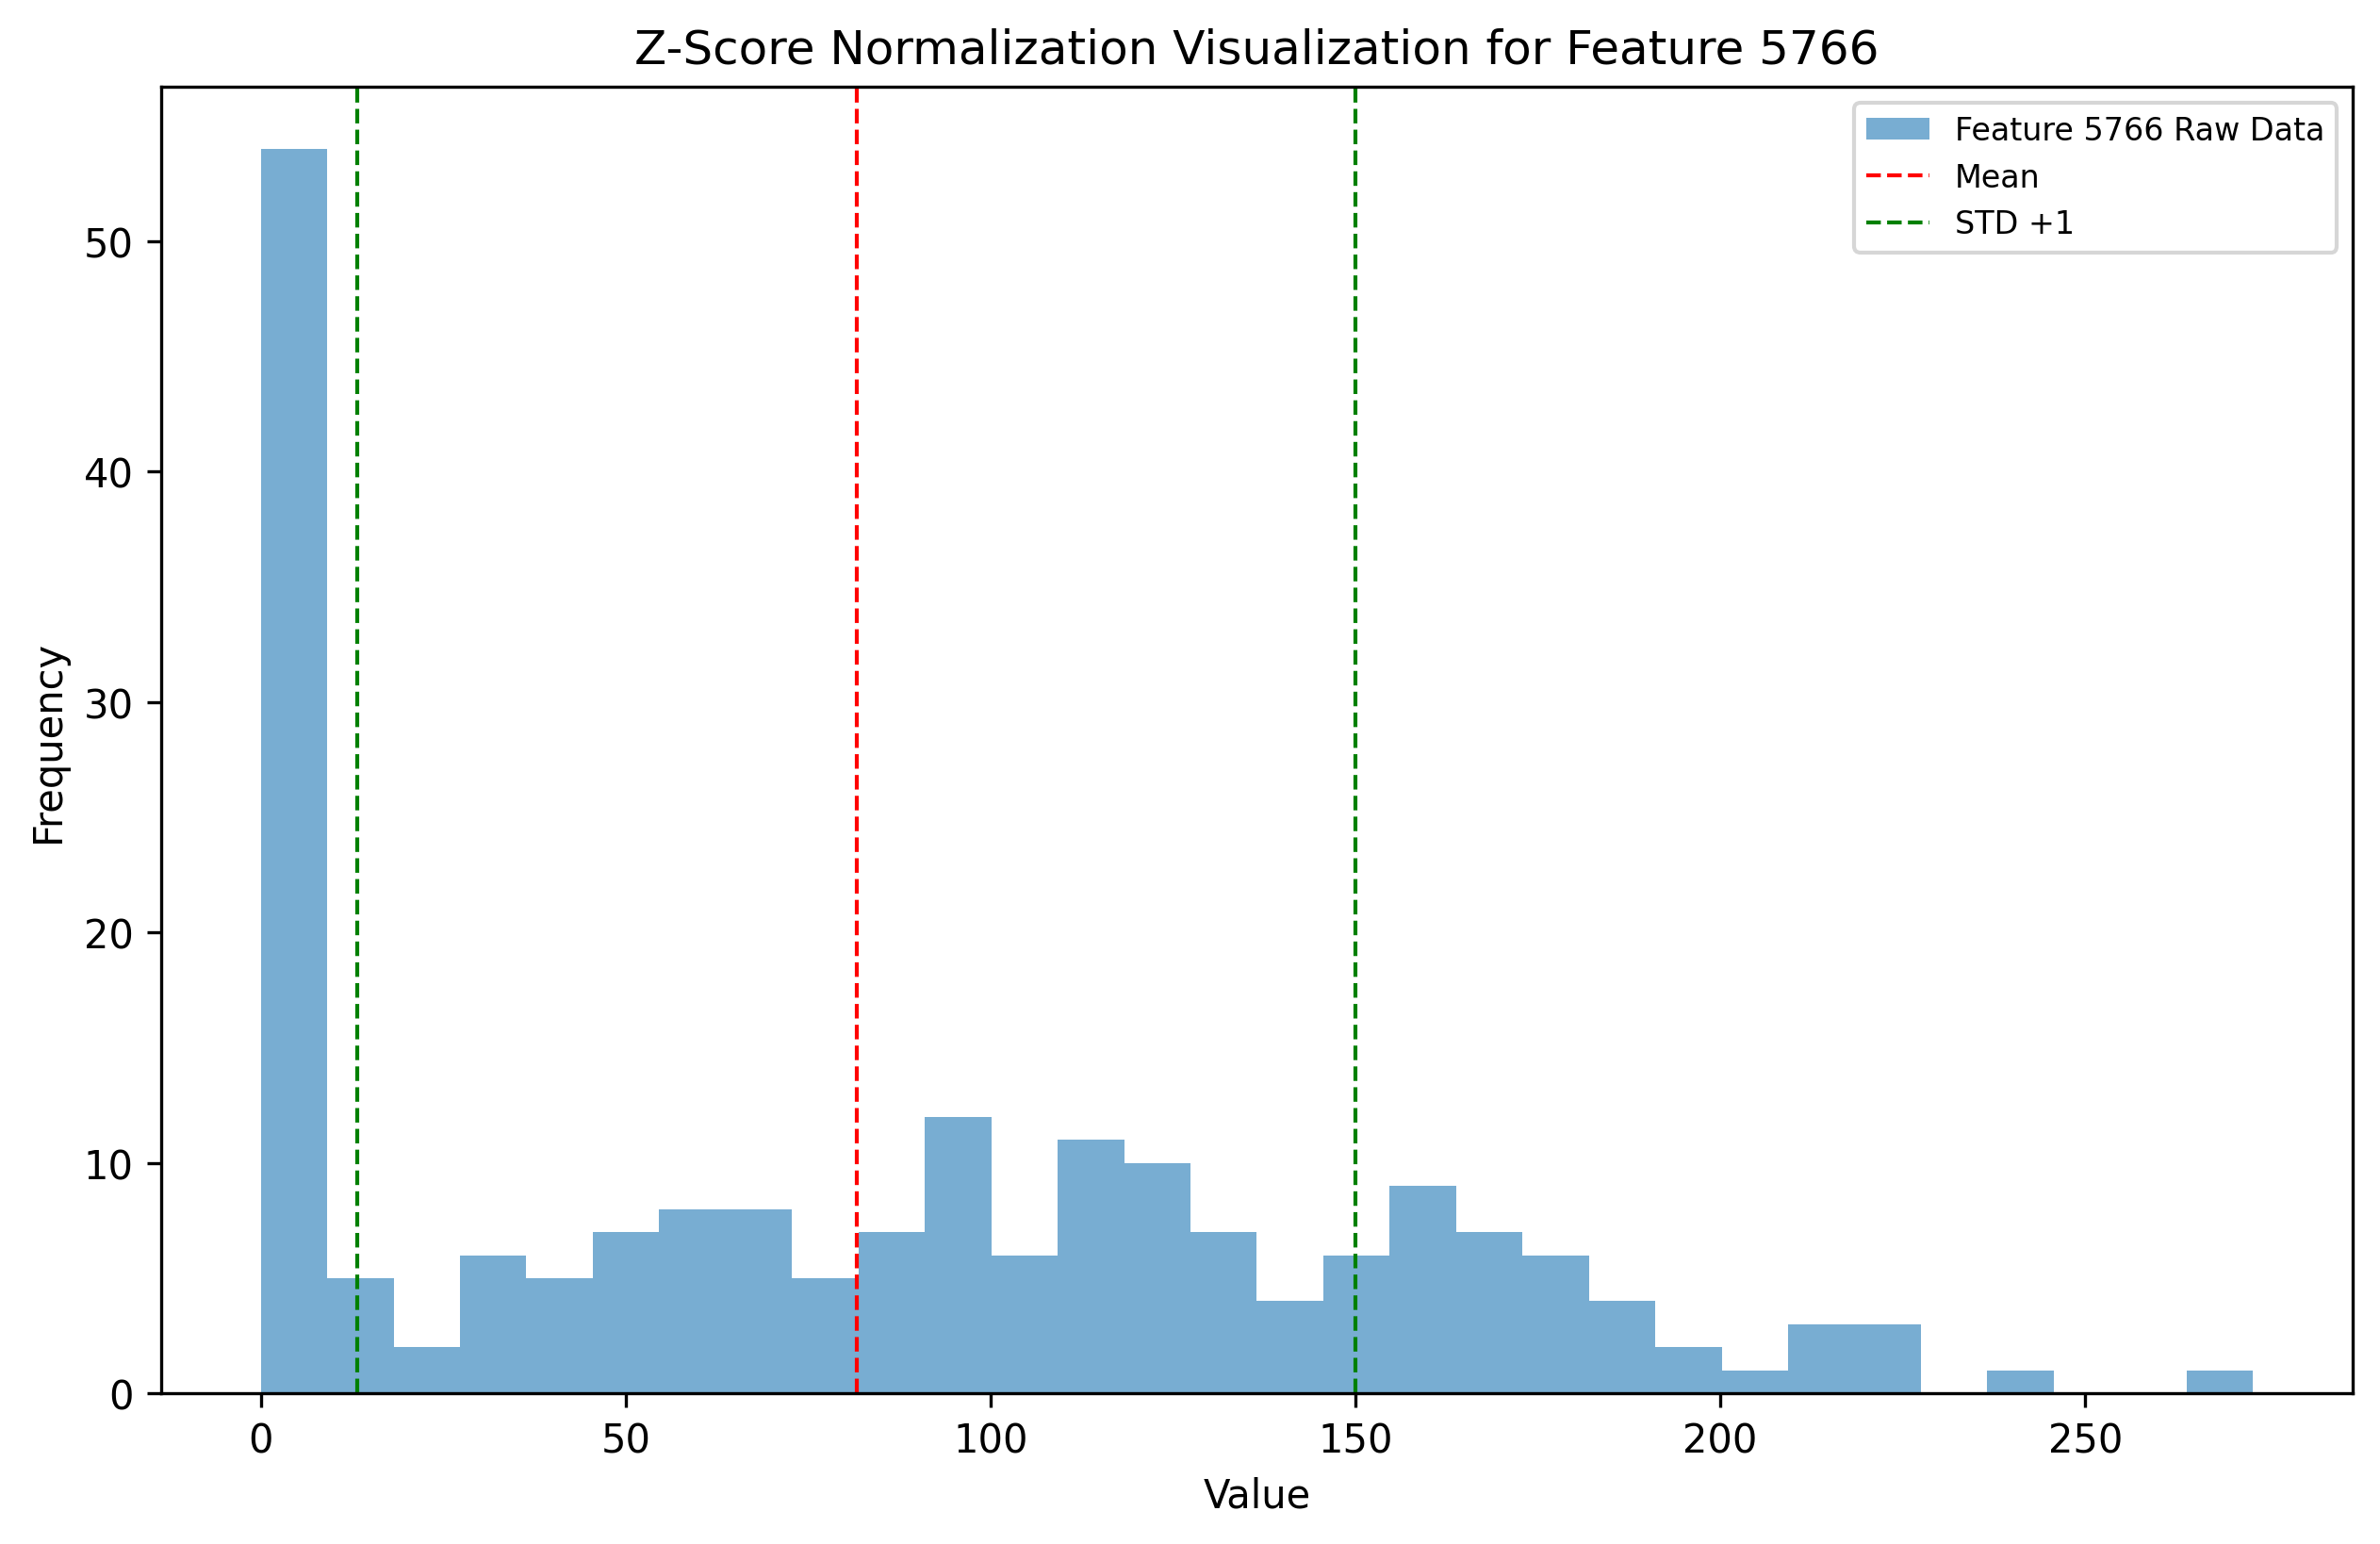 Z-Score Normalization Visualization for Feature 5766
Feature 5766 Raw Data
Mean
STD +1
50
40
30
20
10
0
Frequency
0 50 100 150 200 250
Value